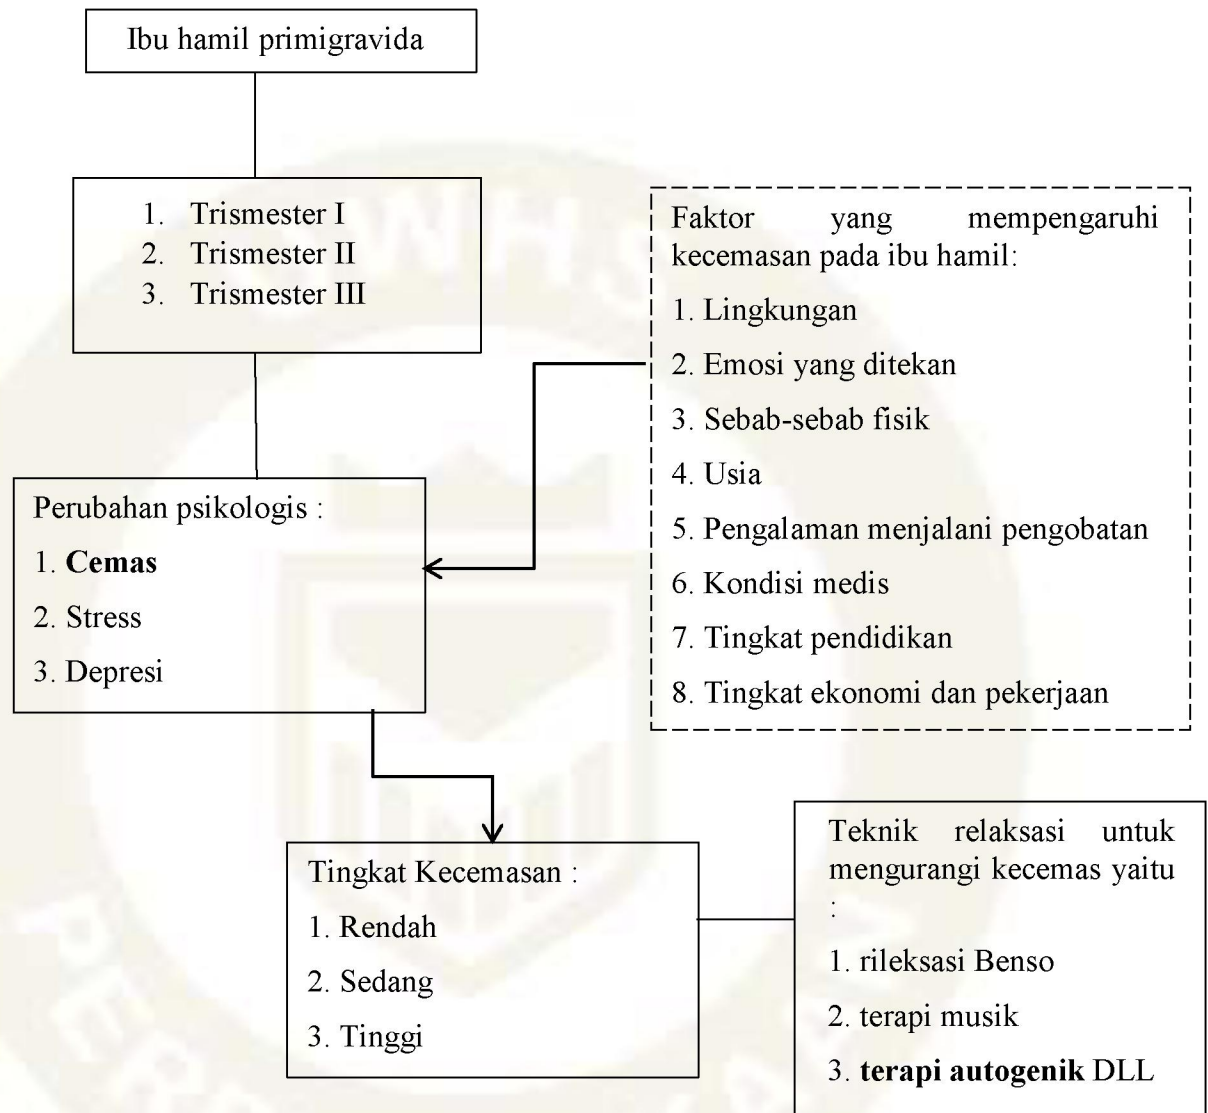 Ibu hamil primigravida
1. Trismester I
2. Trismester II
3. Trismester III
Faktor yang mempengaruhi
kecemasan pada ibu hamil:
1. Lingkungan
2. Emosi yang ditekan
3. Sebab-sebab fisik
4. Usia
5. Pengalaman menjalani pengobatan
6. Kondisi medis
7. Tingkat pendidikan
8. Tingkat ekonomi dan pekerjaan
Perubahan psikologis :
1. Cemas
2. Stress
3. Depresi
Tingkat Kecemasan :
1. Rendah
2. Sedang
3. Tinggi
Teknik relaksasi untuk
mengurangi kecemas yaitu
:
1. rileksasi Benso
2. terapi musik
3. terapi autogenik DLL